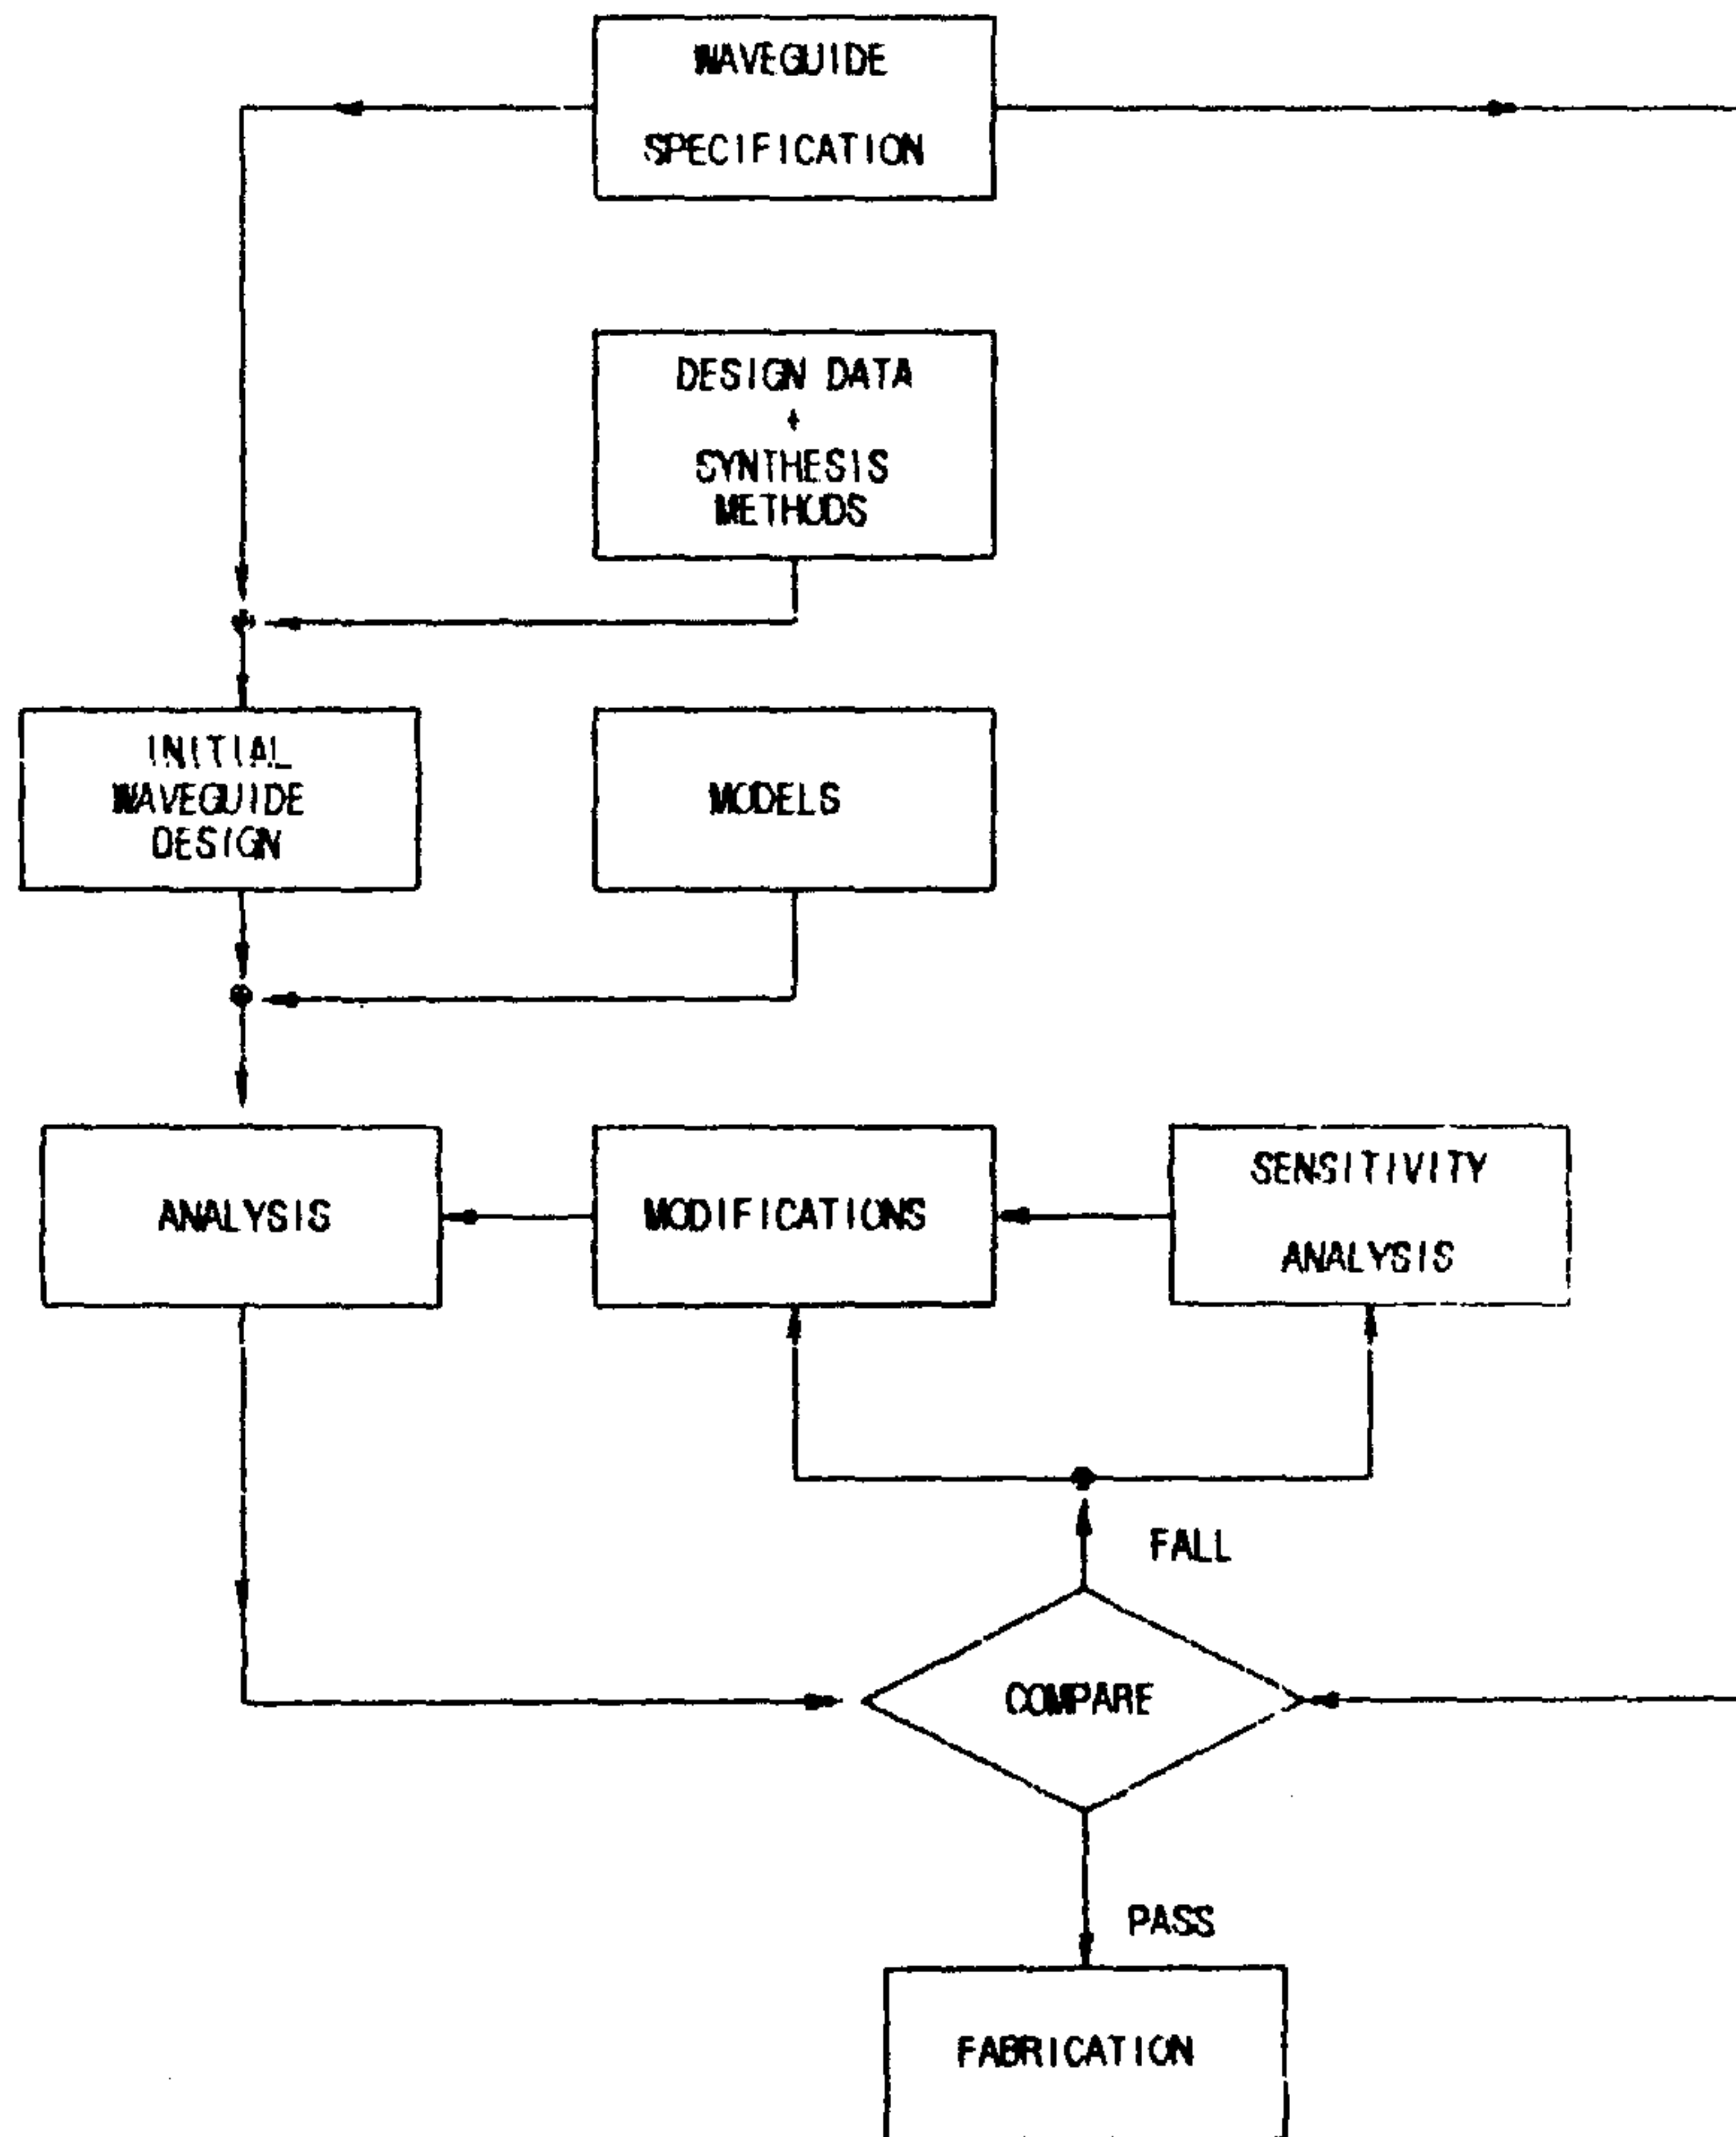 WAVEGUIDE
SPECIFICATION
DESIGN DATA
+
SYNTHESIS
METHODS
INITIAL
WAVEGUIDE
DESIGN
MODELS
ANALYSIS
MODIFICATIONS
SENSITIVITY
ANALYSIS
FALL
COMPARE
PASS
FABRICATION